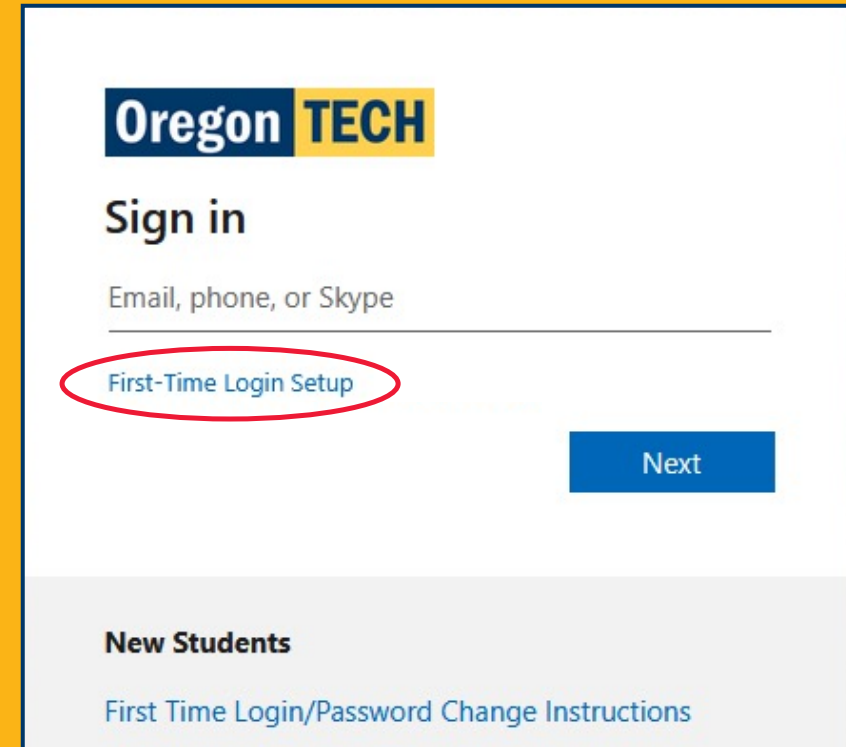 Oregon TECH
Sign in
Email, phone, or Skype
First-Time Login Setup
Next
New Students
First Time Login/Password Change Instructions